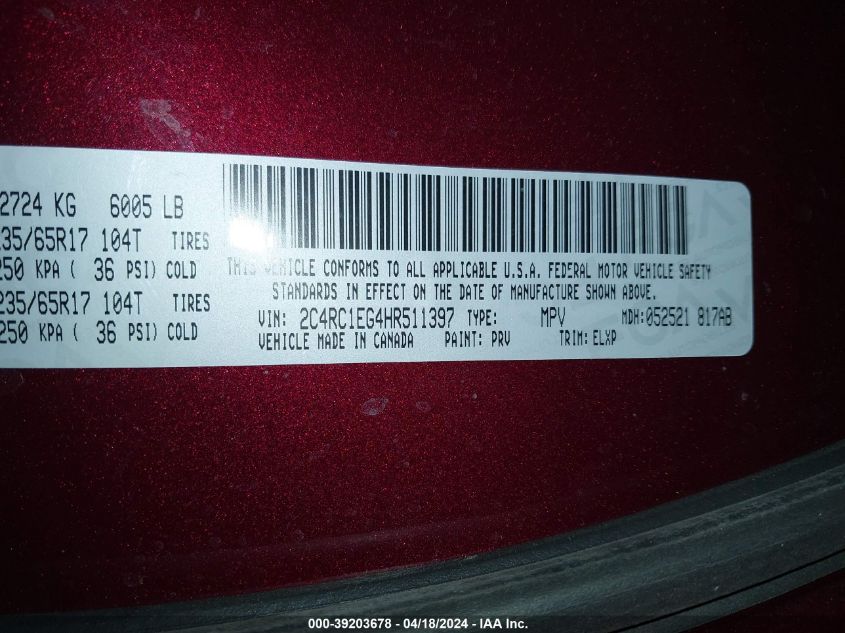 2724 KG 6005 LB
235/65R17 104T TIRES
250 KPA ( 36 PSI) COLD
235/65R17 104T TIRES
250 KPA ( 36 PSI) COLD
THIS VEHICLE CONFORMS TO ALL APPLICABLE U.S.A. FEDERAL MOTOR VEHICLE SAFETY
STANDARDS IN EFFECT ON THE DATE OF MANUFACTURE SHOWN ABOVE.
VIN: 2C4RC1EG4HR511397 TYPE: MPV MDH: 052521 817AB
VEHICLE MADE IN CANADA PAINT: PRV TRIM: ELXP
000-39203678 - 04/18/2024 - IAA Inc.